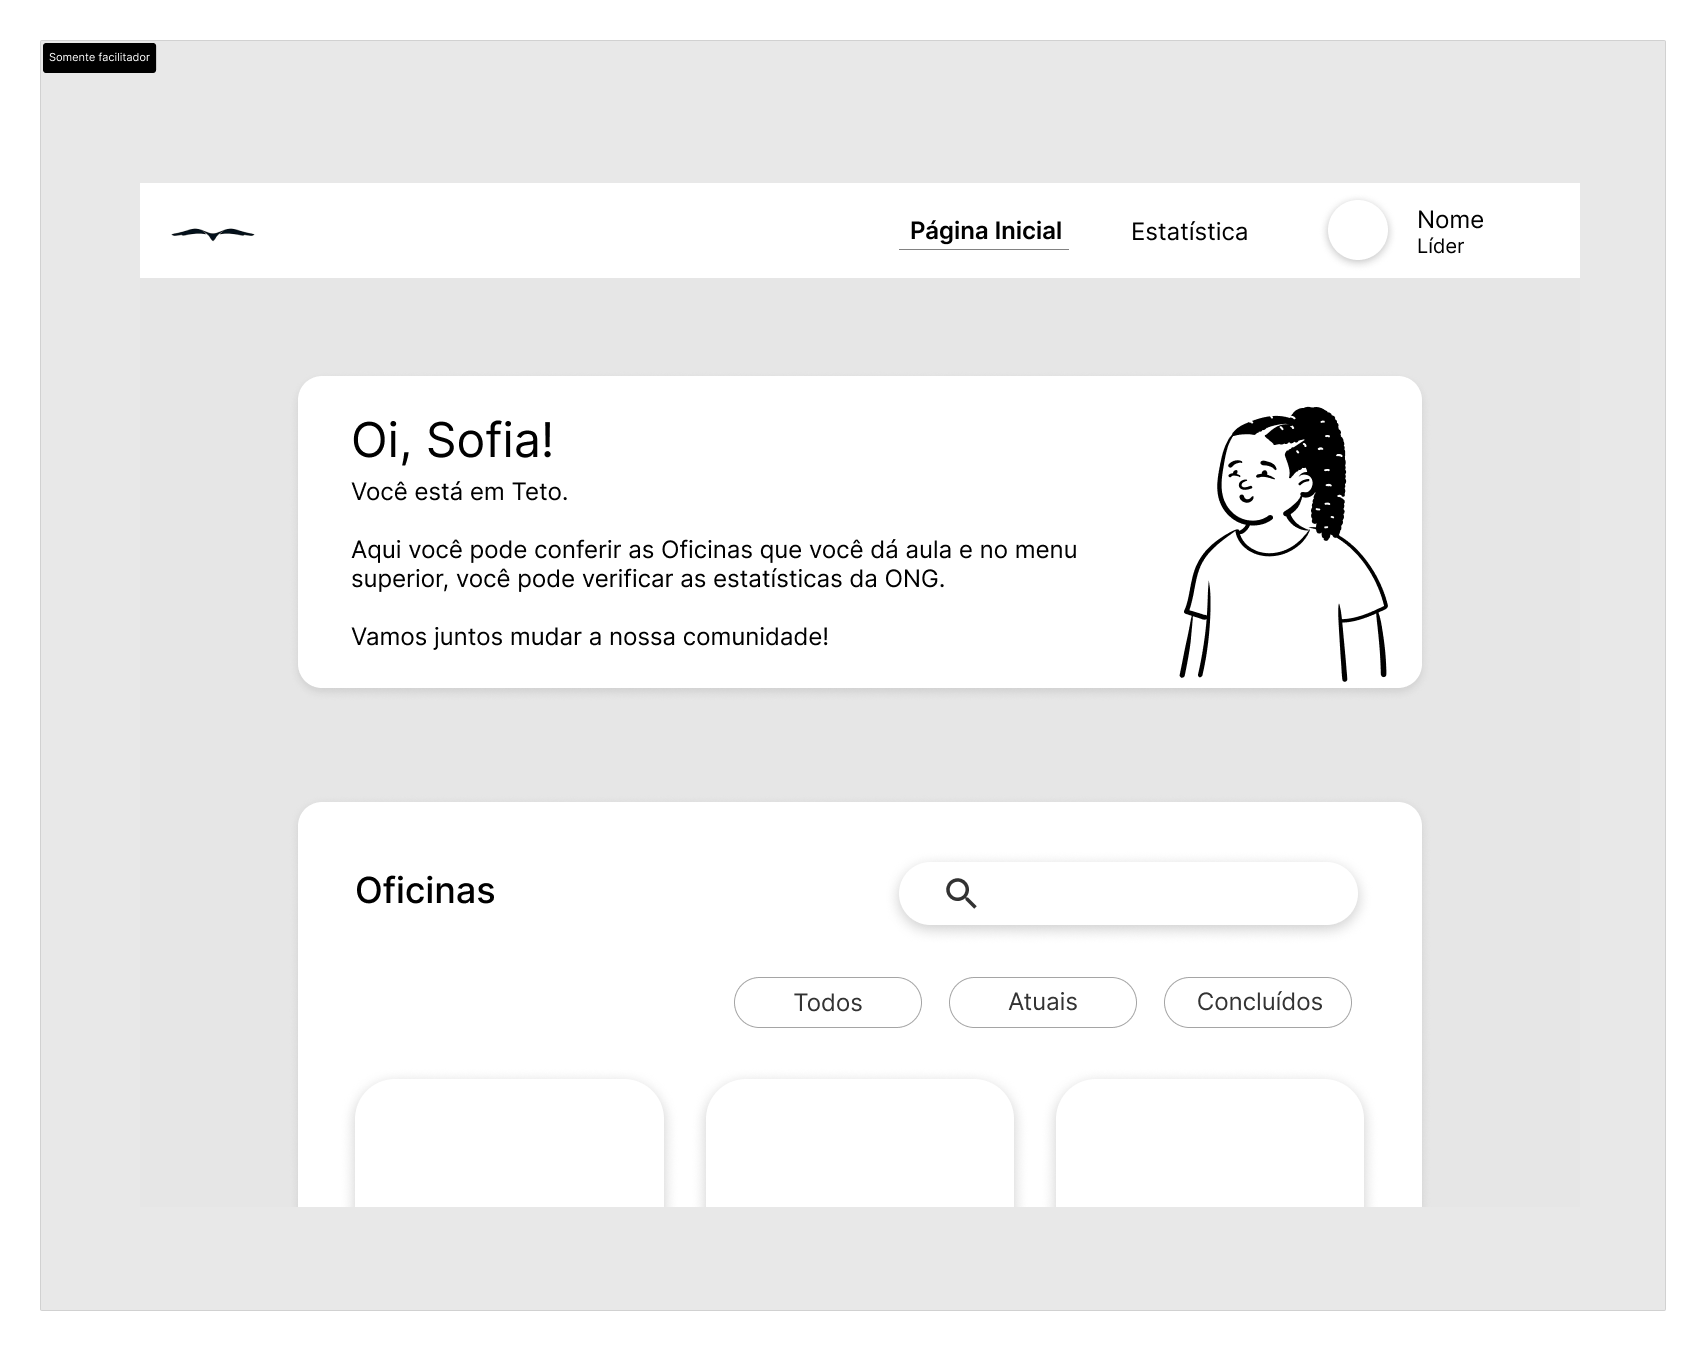 Somente facilitador
Página Inicial
Estatística
Nome
Líder
Oi, Sofia!
Você está em Teto.
Aqui você pode conferir as Oficinas que você dá aula e no menu
superior, você pode verificar as estatísticas da ONG.
Vamos juntos mudar a nossa comunidade!
Oficinas
Todos
Atuais
Concluídos